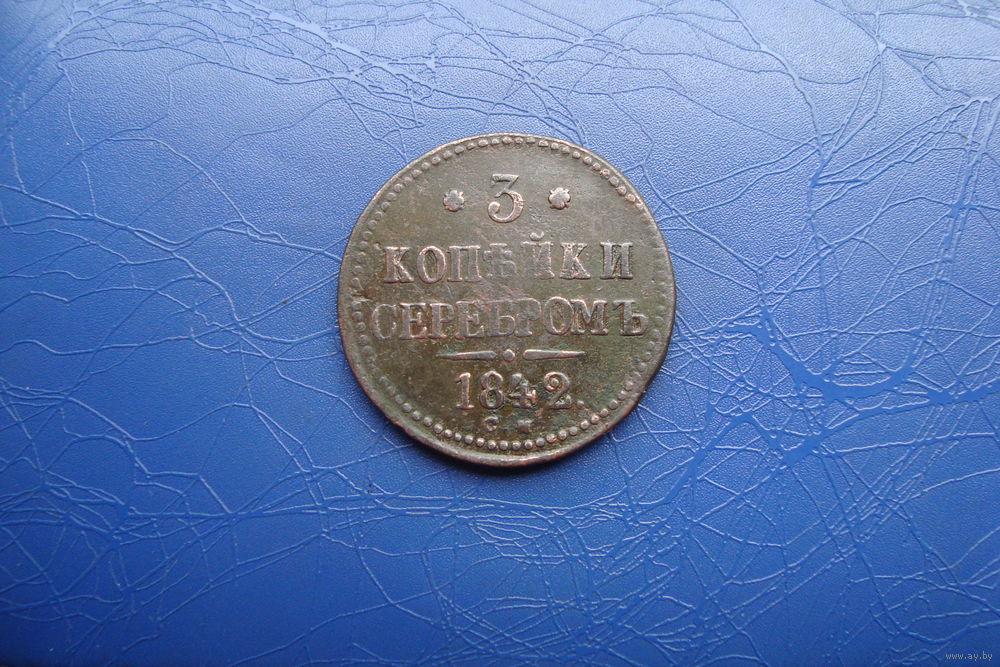 * 3 *
КОПѢЙКИ
СЕРЕБРОМЪ
1842.
С М
www.ay.by